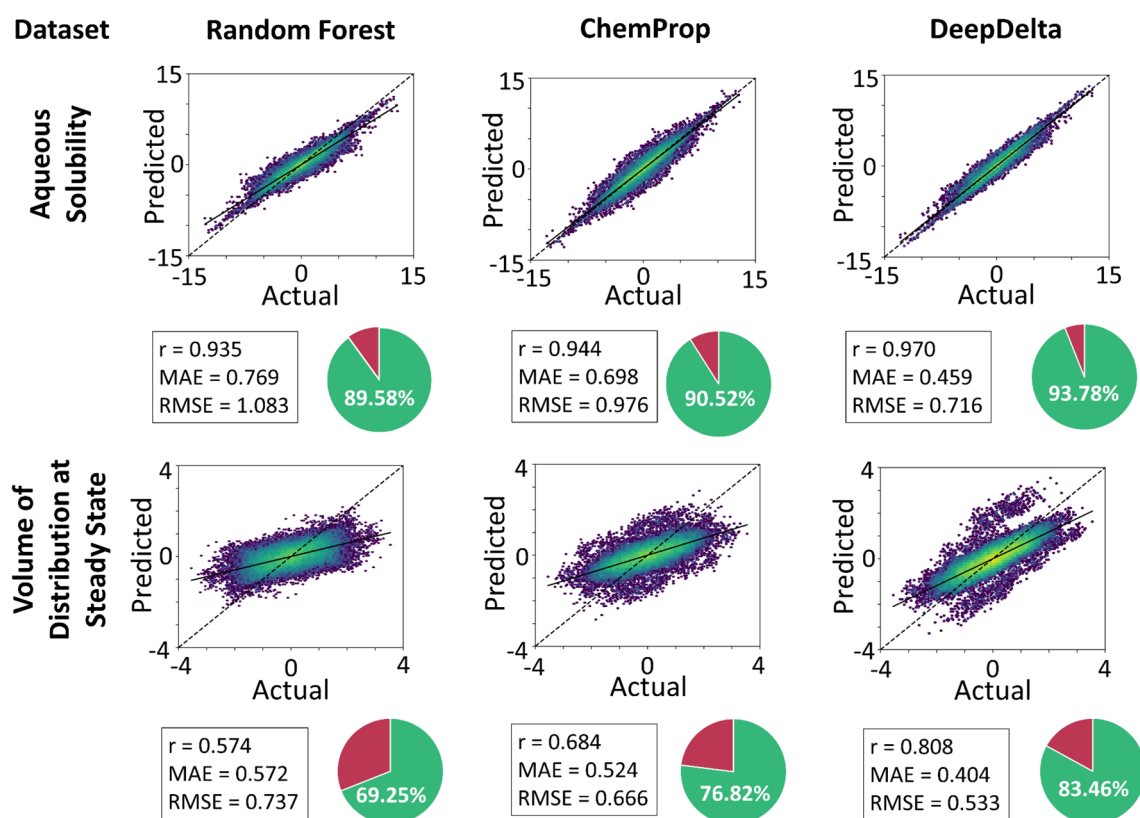 Dataset
Random Forest
ChemProp
DeepDelta
Aqueous
Solubility
15
0
-15
Predicted
-15
0
15
Actual
15
0
-15
Predicted
-15
0
15
Actual
15
0
-15
Predicted
-15
0
15
Actual
r = 0.935
MAE = 0.769
RMSE = 1.083
89.58%
r = 0.944
MAE = 0.698
RMSE = 0.976
90.52%
r = 0.970
MAE = 0.459
RMSE = 0.716
93.78%
Volume of
Distribution at
Steady State
4
0
-4
Predicted
-4
0
4
Actual
4
0
-4
Predicted
-4
0
4
Actual
4
0
-4
Predicted
-4
0
4
Actual
r = 0.574
MAE = 0.572
RMSE = 0.737
69.25%
r = 0.684
MAE = 0.524
RMSE = 0.666
76.82%
r = 0.808
MAE = 0.404
RMSE = 0.533
83.46%